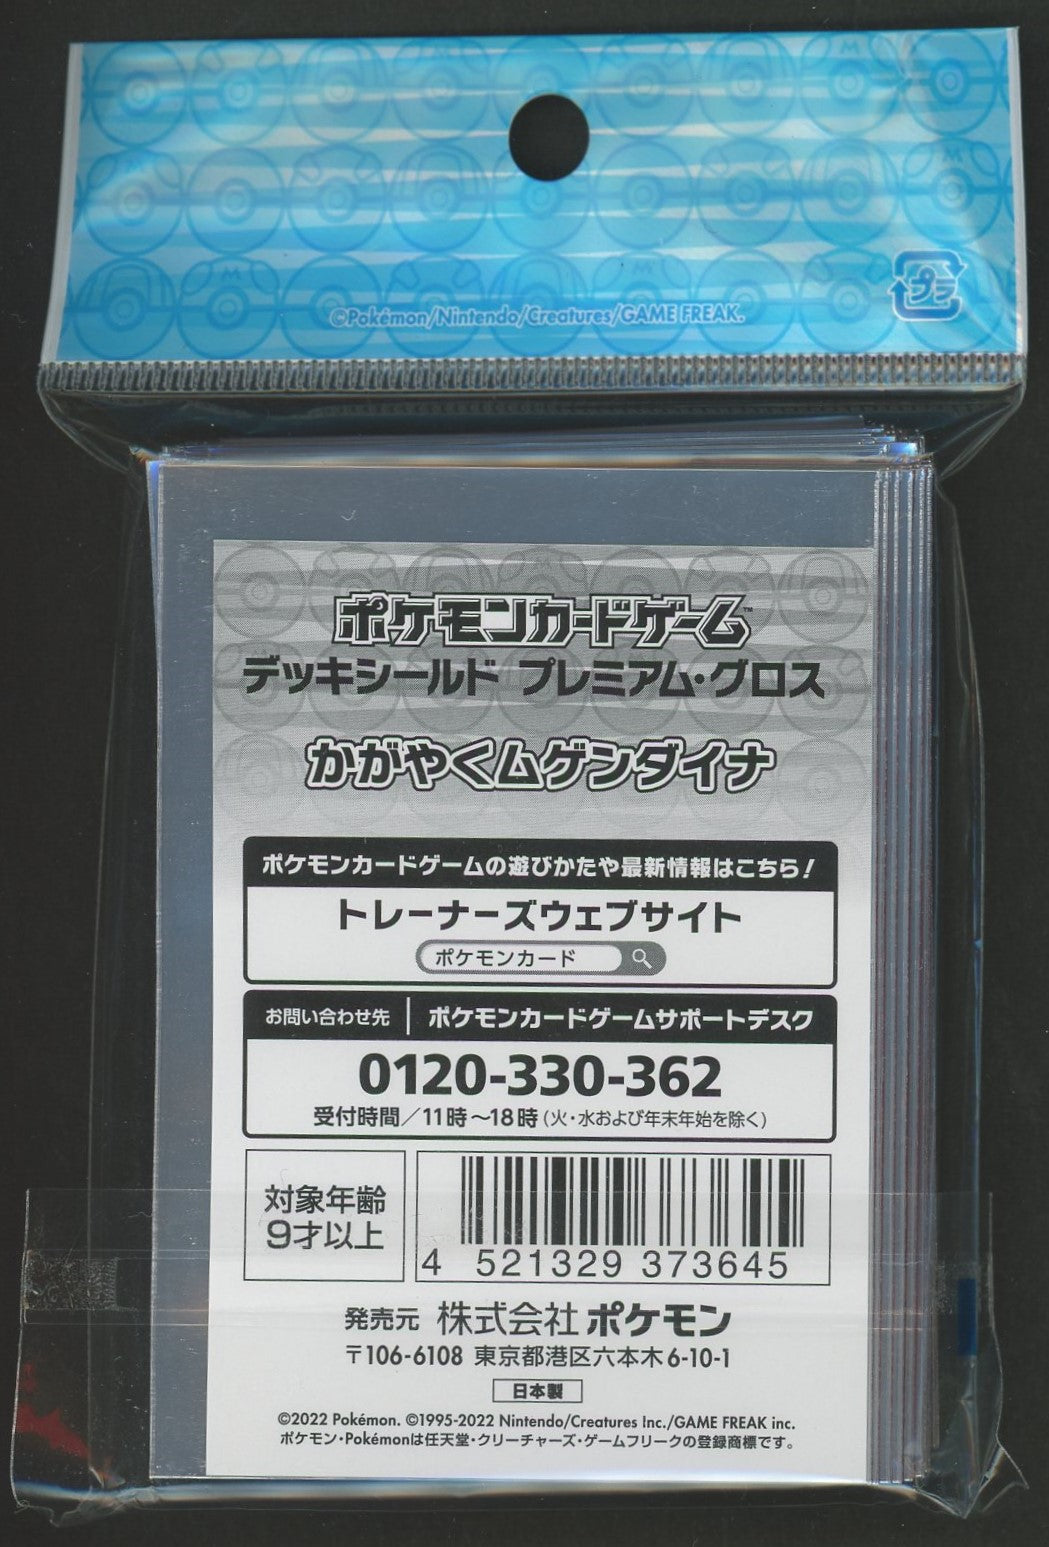 ©Pokémon/Nintendo/Creatures/GAME FREAK.
プラ
ポケモンカードゲーム™
デッキシールド プレミアム・グロス
かがやくムゲンダイナ
ポケモンカードゲームの遊びかたや最新情報はこちら！
トレーナーズウェブサイト
ポケモンカード
お問い合わせ先 ポケモンカードゲームサポートデスク
0120-330-362
受付時間／11時～18時（火・水および年末年始を除く）
対象年齢
9才以上
4 521329 373645
発売元 株式会社 ポケモン
〒106-6108 東京都港区六本木6-10-1
日本製
©2022 Pokémon. ©1995-2022 Nintendo/Creatures Inc./GAME FREAK inc.
ポケモン・Pokémonは任天堂・クリーチャーズ・ゲームフリークの登録商標です。